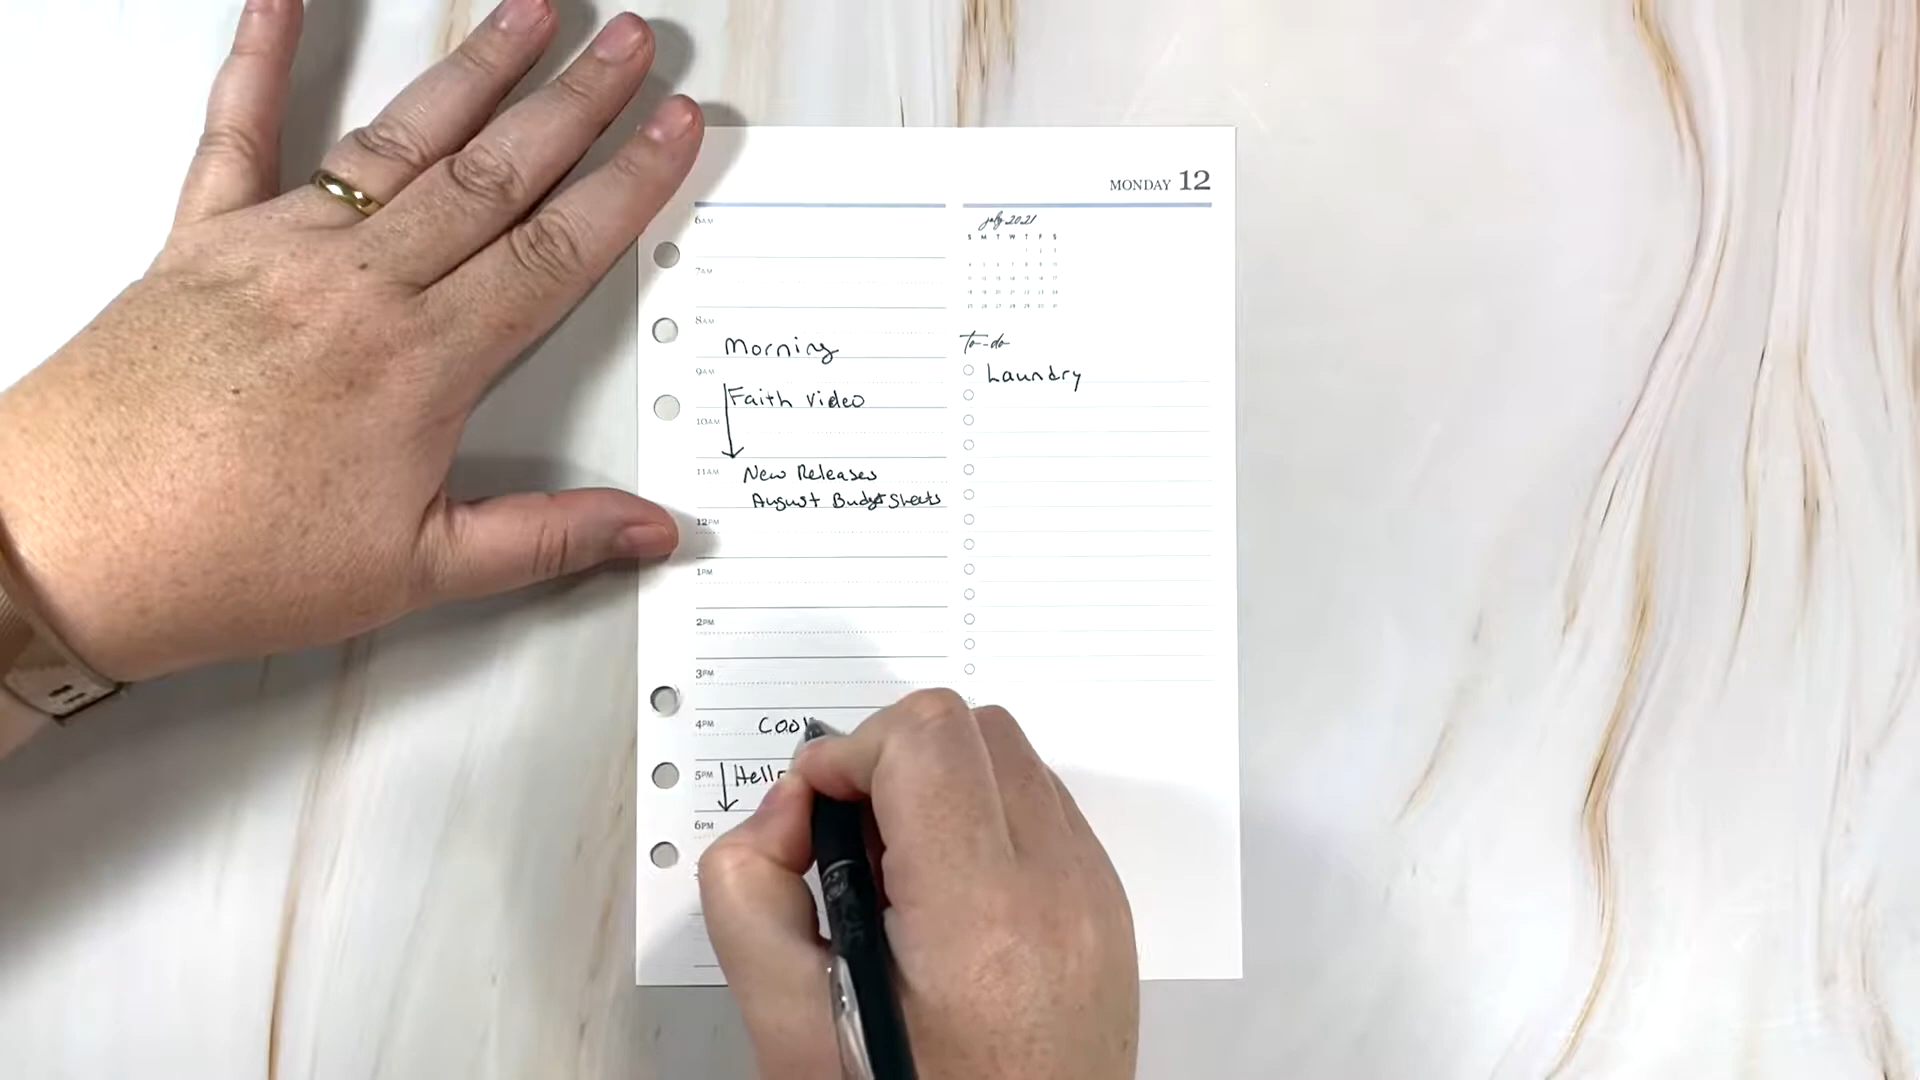 MONDAY 12
6AM
7AM
8AM
Morning
9AM
Faith Video
10AM
11AM
New Releases
August Budget Sheets
12PM
1PM
2PM
3PM
4PM
5PM
6PM
july 2021
S M T W T F S
to-do
Laundry